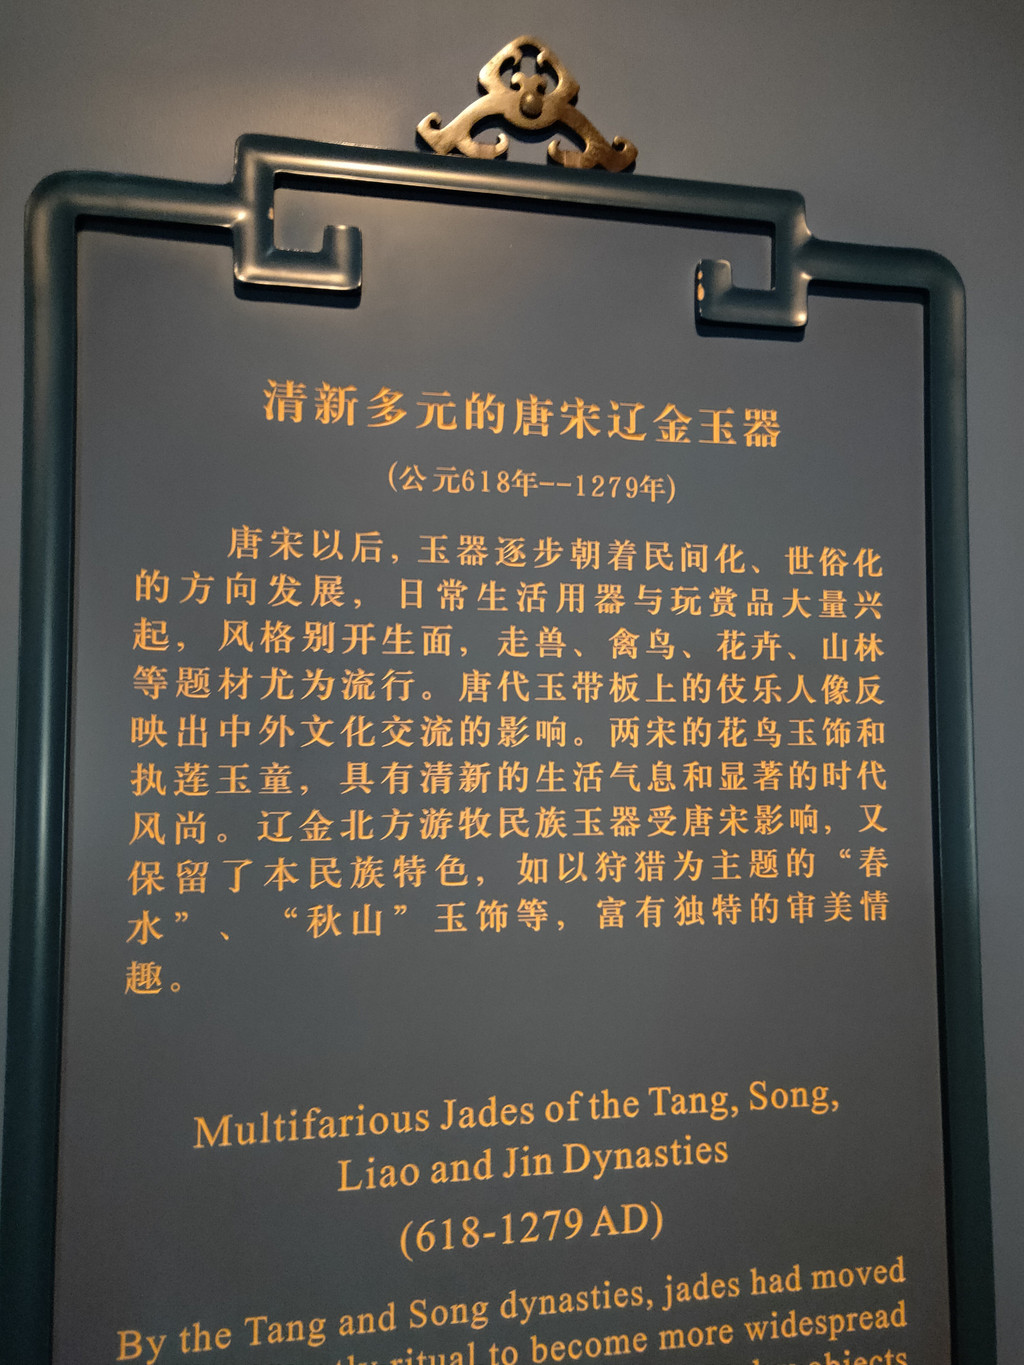 清新多元的唐宋辽金玉器
(公元618年--1279年)
唐宋以后，玉器逐步朝着民间化、世俗化
的方向发展，日常生活用器与玩赏品大量兴
起，风格别开生面，走兽、禽鸟、花卉、山林
等题材尤为流行。唐代玉带板上的伎乐人像反
映出中外文化交流的影响。两宋的花鸟玉饰和
执莲玉童，具有清新的生活气息和显著的时代
风尚。辽金北方游牧民族玉器受唐宋影响，又
保留了本民族特色，如以狩猎为主题的“春
水”、“秋山”玉饰等，富有独特的审美情
趣。
Multifarious Jades of the Tang, Song,
Liao and Jin Dynasties
(618-1279 AD)
By the Tang and Song dynasties, jades had moved
ritual to become more widespread
objects